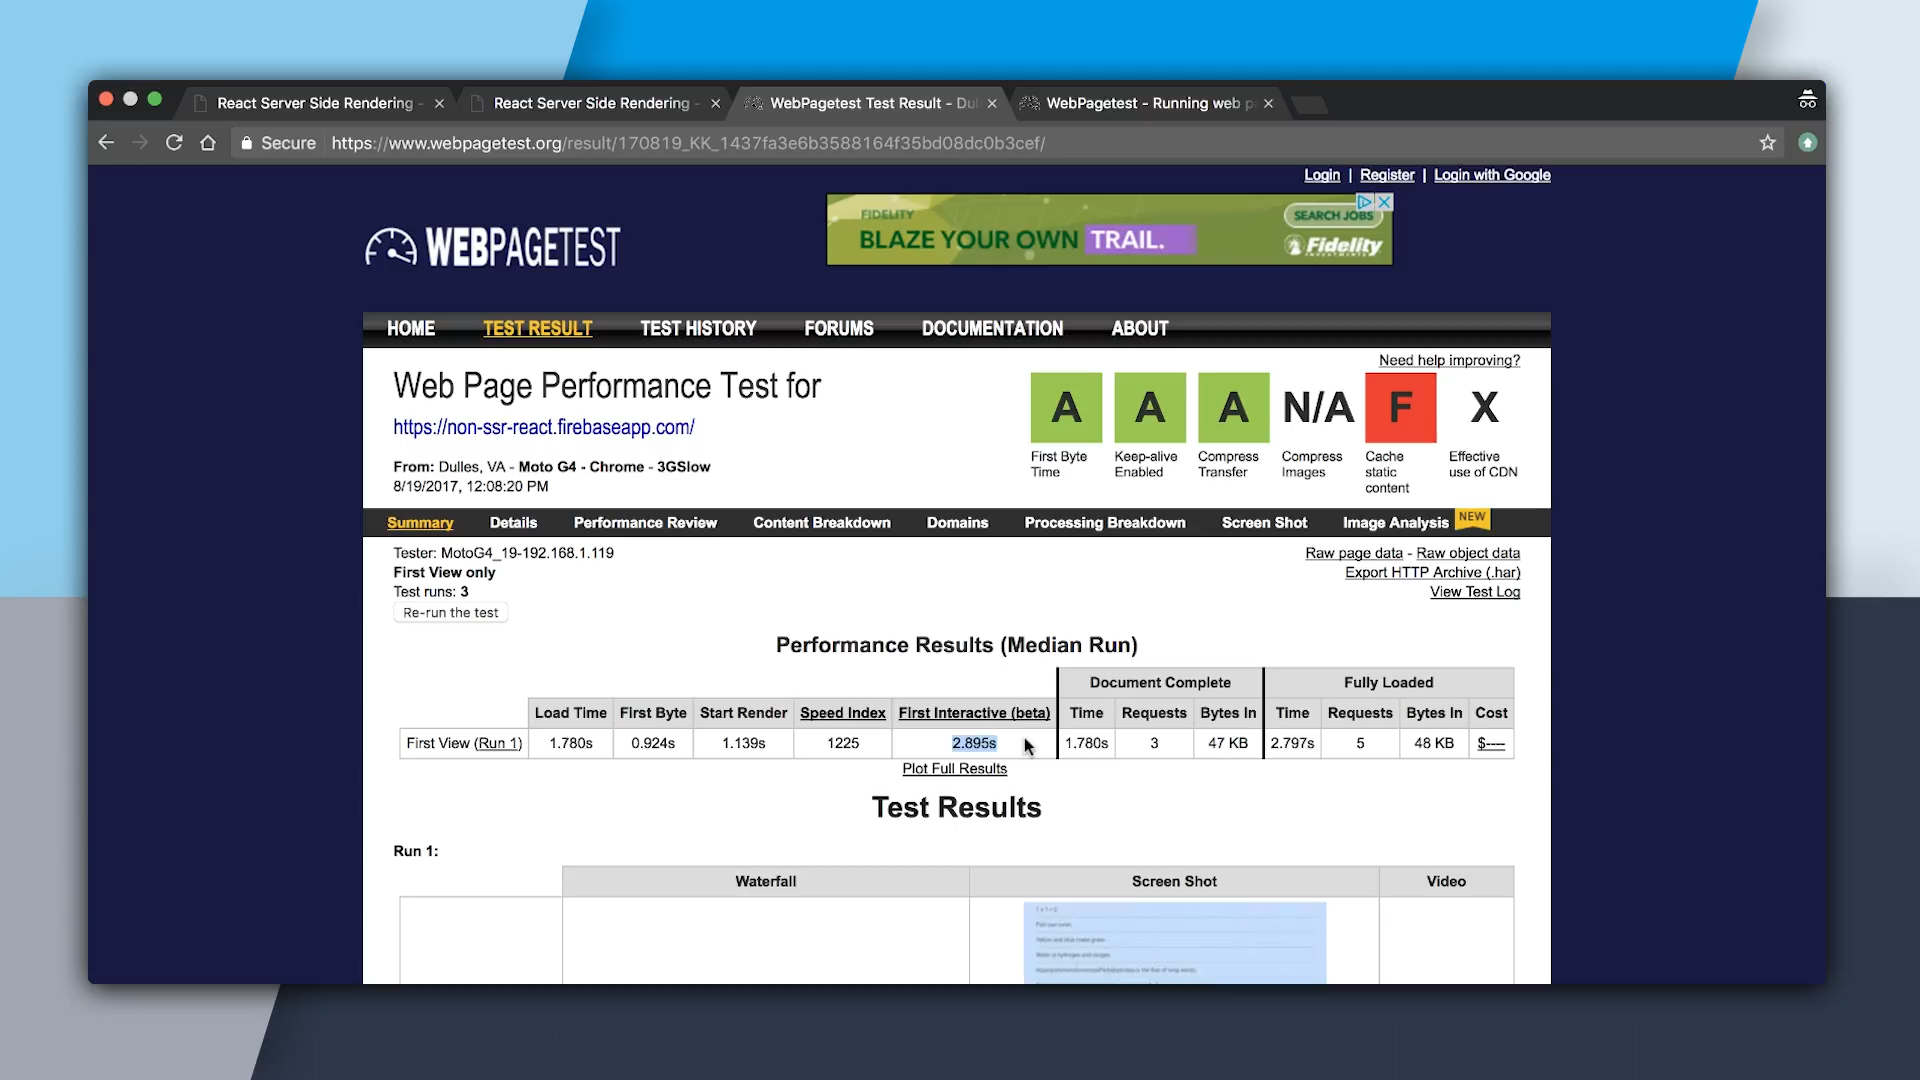 React Server Side Rendering -
React Server Side Rendering -
WebPagetest Test Result - Dul
WebPagetest - Running web p
Secure
https://www.webpagetest.org/result/170819_KK_1437fa3e6b3588164f35bd08dc0b3cef/
Login | Register | Login with Google
WEBPAGETEST
FIDELITY
BLAZE YOUR OWN TRAIL.
SEARCH JOBS
Fidelity
INVESTMENTS
HOME TEST RESULT TEST HISTORY FORUMS DOCUMENTATION ABOUT
Need help improving?
Web Page Performance Test for
https://non-ssr-react.firebaseapp.com/
From: Dulles, VA - Moto G4 - Chrome - 3GSlow
8/19/2017, 12:08:20 PM
A A A N/A F X
First Byte Time
Keep-alive Enabled
Compress Transfer
Compress Images
Cache static content
Effective use of CDN
Summary Details Performance Review Content Breakdown Domains Processing Breakdown Screen Shot Image Analysis NEW
Tester: MotoG4_19-192.168.1.119
First View only
Test runs: 3
Re-run the test
Raw page data - Raw object data
Export HTTP Archive (.har)
View Test Log
Performance Results (Median Run)
Document Complete Fully Loaded
Load Time First Byte Start Render Speed Index First Interactive (beta) Time Requests Bytes In Time Requests Bytes In Cost
First View (Run 1) 1.780s 0.924s 1.139s 1225 2.895s 1.780s 3 47 KB 2.797s 5 48 KB $----
Plot Full Results
Test Results
Run 1:
Waterfall Screen Shot Video